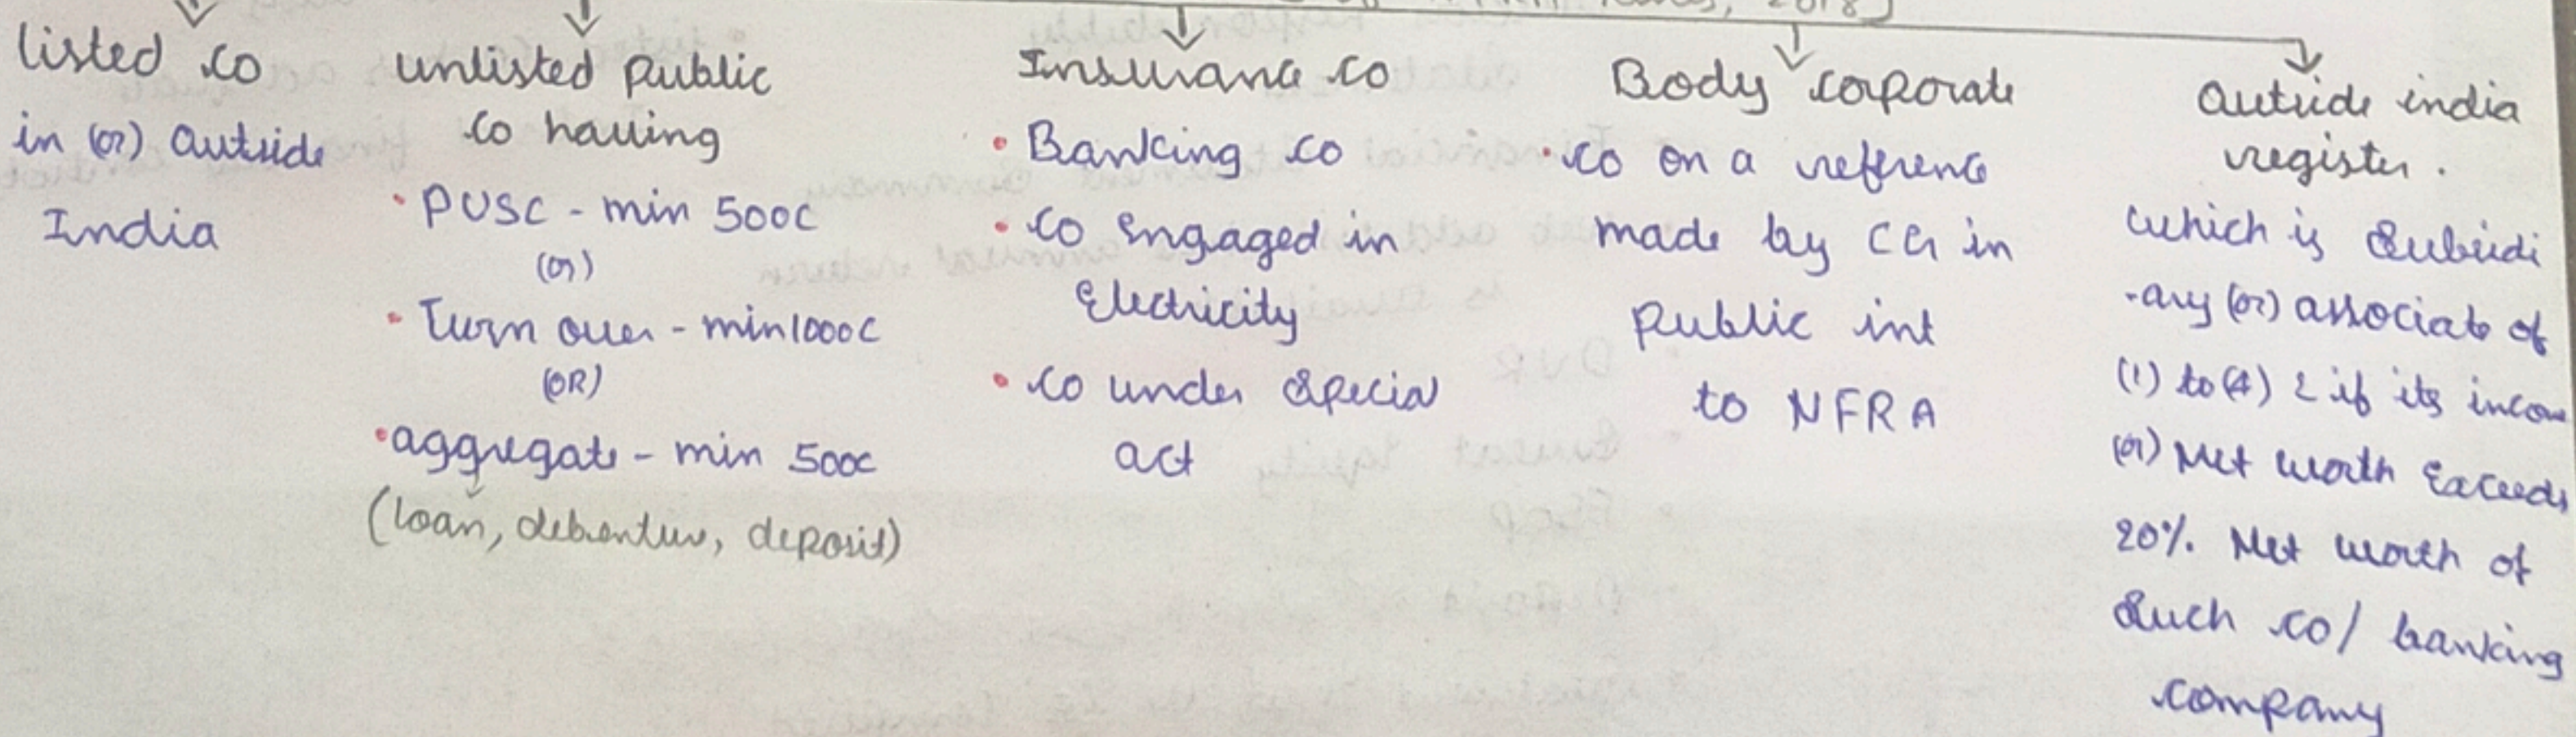 Rules, 2018]
listed co
in (or) Outside
India
unlisted public
co having
• PUSC - min 500C
(or)
• Turn over - min 1000C
(OR)
• aggregate - min 500C
(loan, debenture, deposit)
Insurance co
• Banking co
• co Engaged in
Electricity
• co under special
act
Body corporate
• co on a reference
made by CG in
public int
to NFRA
Outside india
register.
which is Subsidi
-ary (or) associate of
(1) to (4) & if its income
(or) Net worth Exceeds
20%. Net worth of
Such co/ banking
company